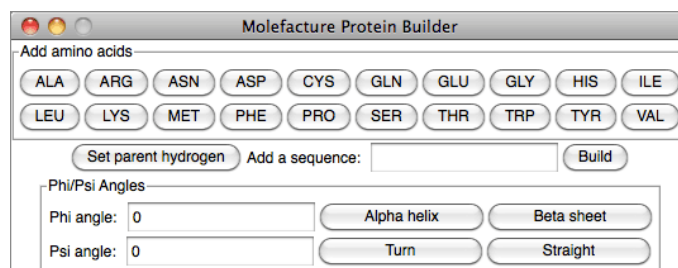 Molefacture Protein Builder
Add amino acids
ALA ARG ASN ASP CYS GLN GLU GLY HIS ILE
LEU LYS MET PHE PRO SER THR TRP TYR VAL
Set parent hydrogen Add a sequence: Build
Phi/Psi Angles
Phi angle: 0 Alpha helix Beta sheet
Psi angle: 0 Turn Straight